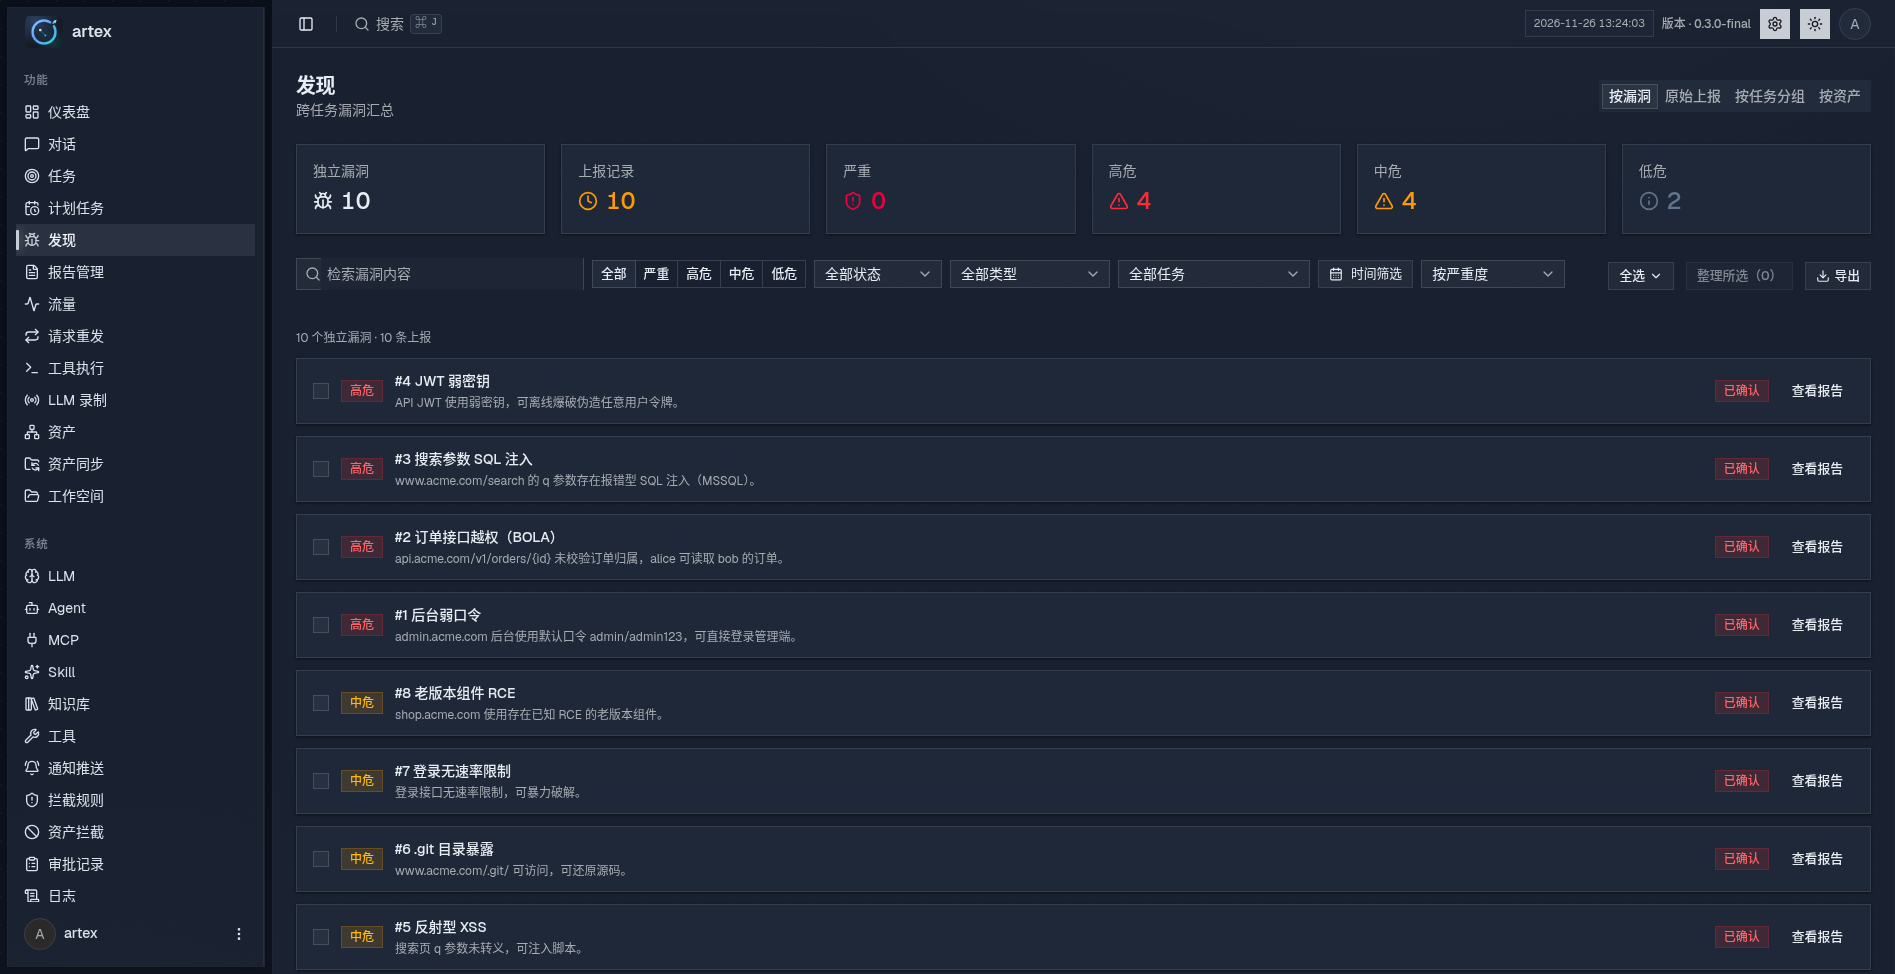 artex
功能
仪表盘
对话
任务
计划任务
发现
报告管理
流量
请求重发
工具执行
LLM 录制
资产
资产同步
工作空间
系统
LLM
Agent
MCP
Skill
知识库
工具
通知推送
拦截规则
资产拦截
审批记录
日志
A artex
搜索 ⌘ J
2026-11-26 13:24:03 版本 · 0.3.0-final A
发现
跨任务漏洞汇总
按漏洞 原始上报 按任务分组 按资产
独立漏洞 上报记录 严重 高危 中危 低危
10 10 0 4 4 2
检索漏洞内容 全部 严重 高危 中危 低危 全部状态 全部类型 全部任务 时间筛选 按严重度 全选 整理所选（0） 导出
10 个独立漏洞 · 10 条上报
高危 #4 JWT 弱密钥 已确认 查看报告
API JWT 使用弱密钥，可离线爆破伪造任意用户令牌。
高危 #3 搜索参数 SQL 注入 已确认 查看报告
www.acme.com/search 的 q 参数存在报错型 SQL 注入（MSSQL）。
高危 #2 订单接口越权（BOLA） 已确认 查看报告
api.acme.com/v1/orders/{id} 未校验订单归属，alice 可读取 bob 的订单。
高危 #1 后台弱口令 已确认 查看报告
admin.acme.com 后台使用默认口令 admin/admin123，可直接登录管理端。
中危 #8 老版本组件 RCE 已确认 查看报告
shop.acme.com 使用存在已知 RCE 的老版本组件。
中危 #7 登录无速率限制 已确认 查看报告
登录接口无速率限制，可暴力破解。
中危 #6 .git 目录暴露 已确认 查看报告
www.acme.com/.git/ 可访问，可还原源码。
中危 #5 反射型 XSS 已确认 查看报告
搜索页 q 参数未转义，可注入脚本。